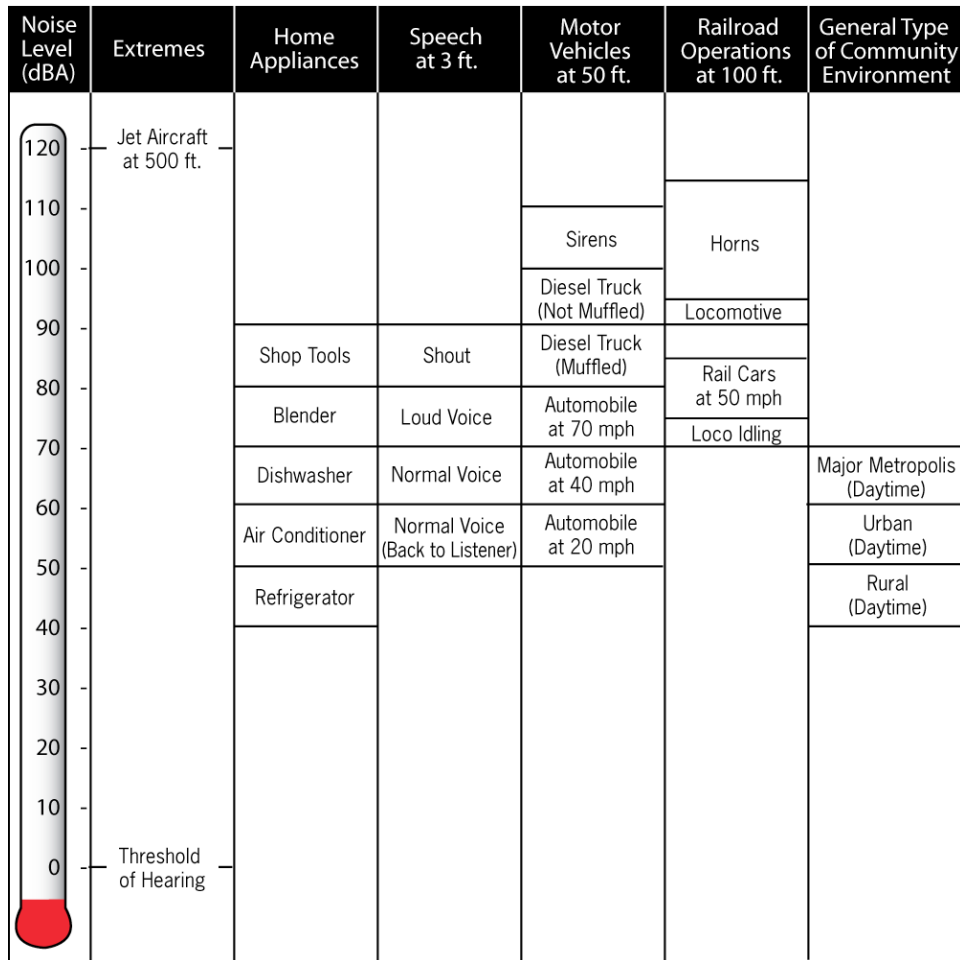 Noise
Level
(dBA)
Extremes
Home
Appliances
Speech
at 3 ft.
Motor
Vehicles
at 50 ft.
Railroad
Operations
at 100 ft.
General Type
of Community
Environment
120
110
100
90
80
70
60
50
40
30
20
10
0
Jet Aircraft
at 500 ft.
Threshold
of Hearing
Shop Tools
Blender
Dishwasher
Air Conditioner
Refrigerator
Shout
Loud Voice
Normal Voice
Normal Voice
(Back to Listener)
Sirens
Diesel Truck
(Not Muffled)
Diesel Truck
(Muffled)
Automobile
at 70 mph
Automobile
at 40 mph
Automobile
at 20 mph
Horns
Locomotive
Rail Cars
at 50 mph
Loco Idling
Major Metropolis
(Daytime)
Urban
(Daytime)
Rural
(Daytime)